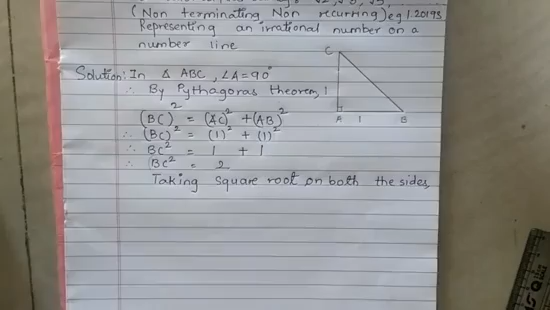 (Non terminating, Non recurring) eg 1.20193
Representing an irrational number on a
number line
Solution: In △ ABC, ∠A = 90°
∴ By Pythagoras theorem,
(BC)² = (AC)² + (AB)²
∴ (BC)² = (1)² + (1)²
∴ BC² = 1 + 1
∴ BC² = 2
Taking square root on both the sides,
C
1
A 1 B